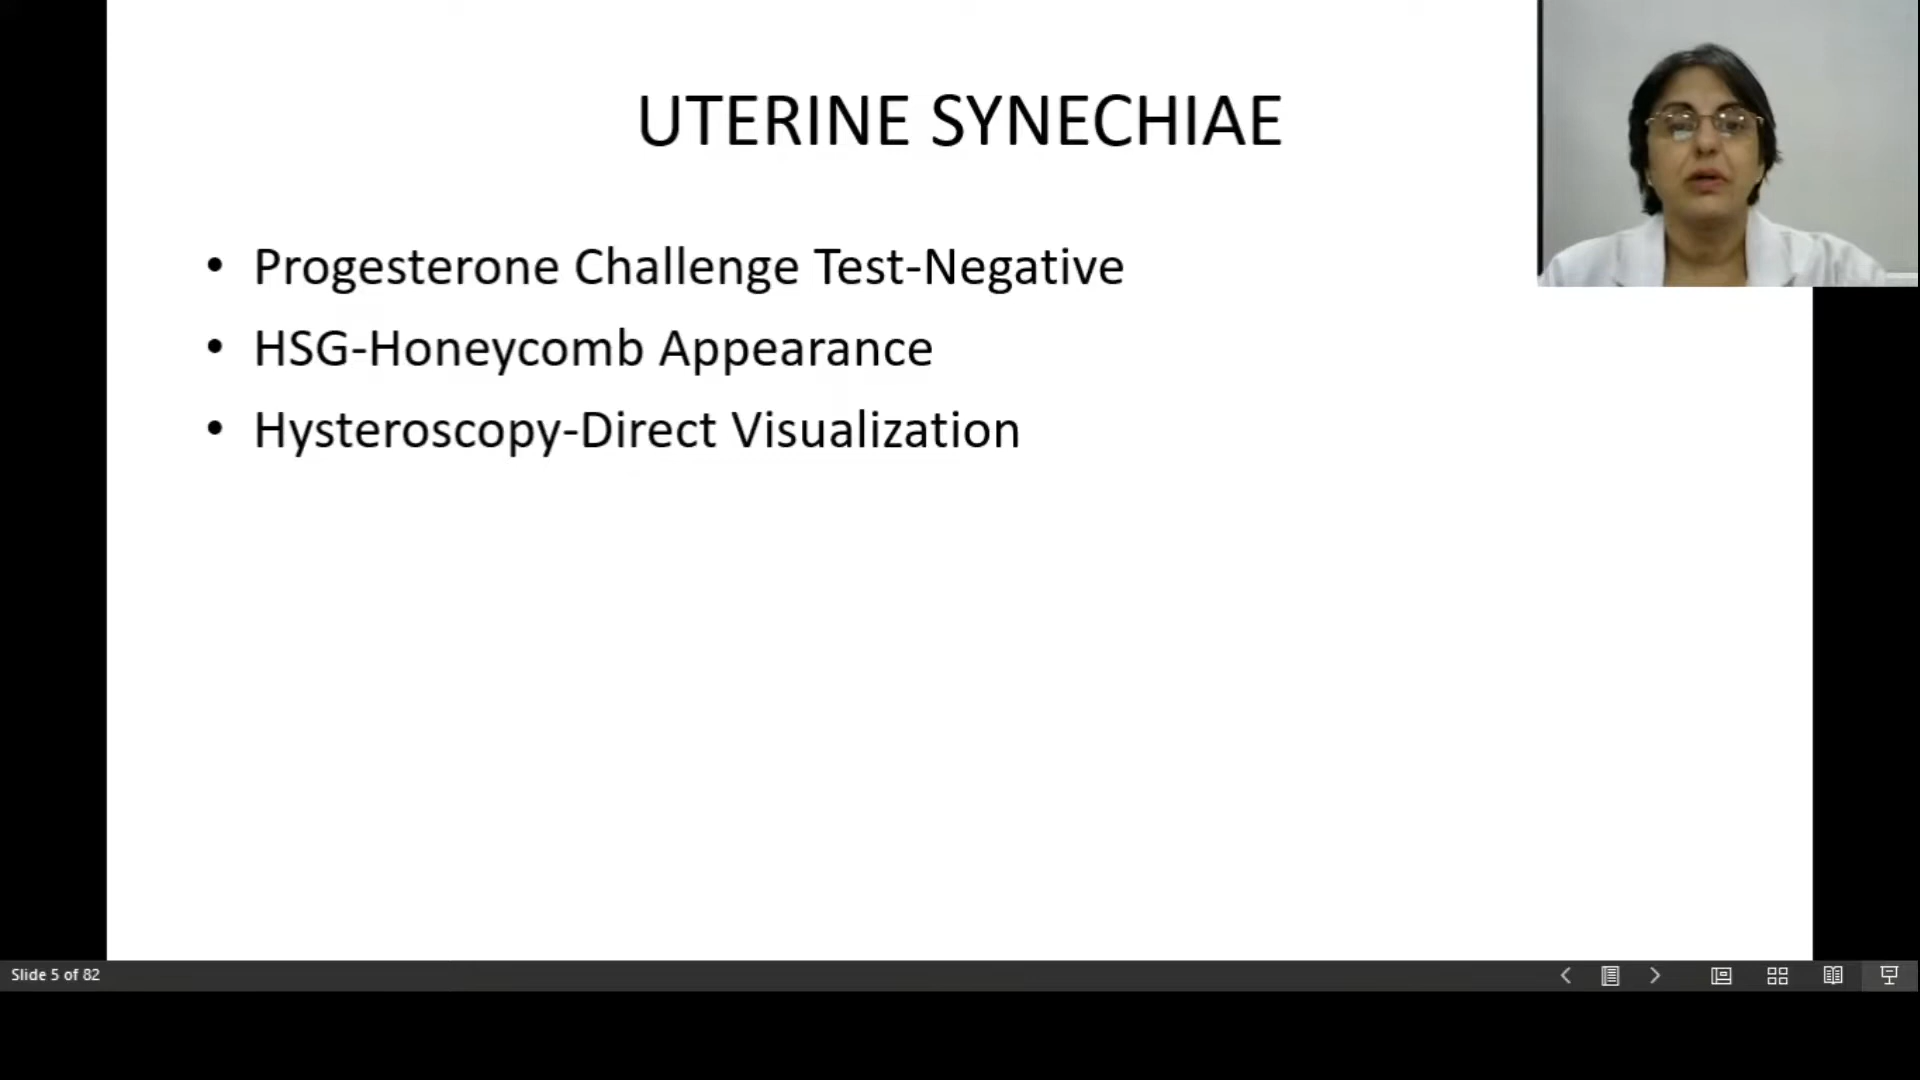 UTERINE SYNECHIAE
• Progesterone Challenge Test-Negative
• HSG-Honeycomb Appearance
• Hysteroscopy-Direct Visualization
Slide 5 of 82